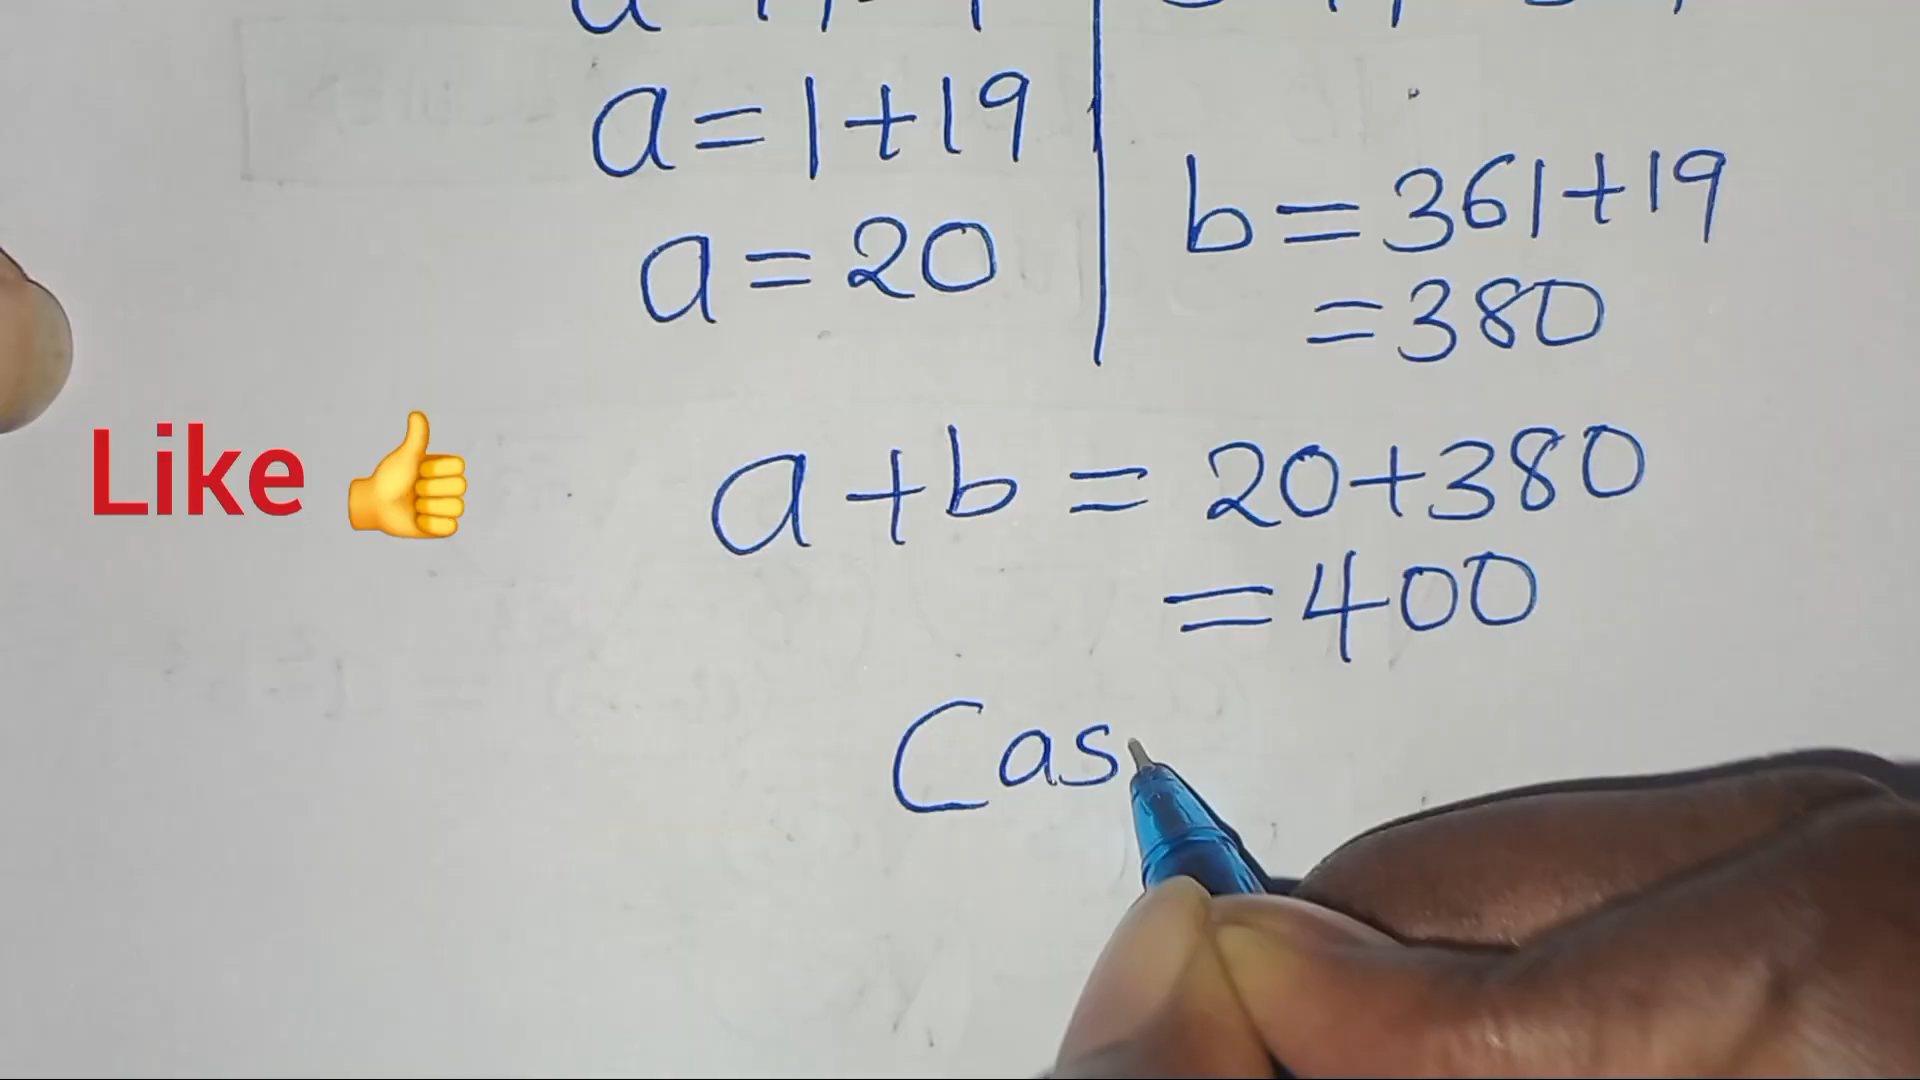 a=1+19
a=20
b=361+19
=380
Like 👍
a+b=20+380
=400
Cas